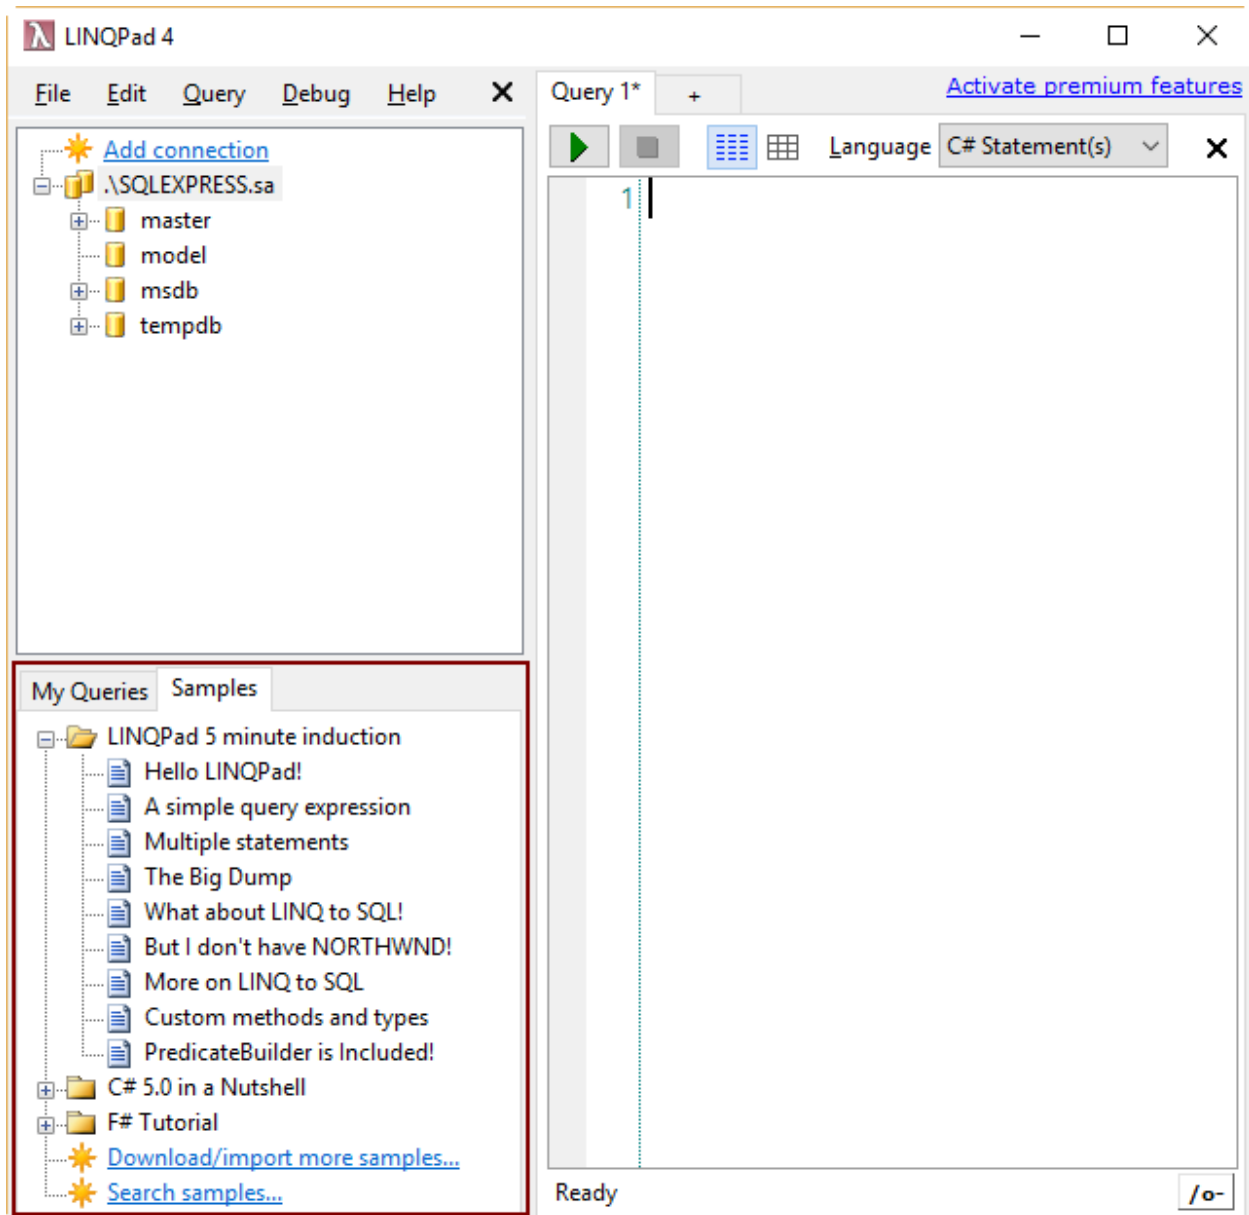 LINQPad 4
File Edit Query Debug Help
Query 1* +
Activate premium features
Add connection
.\SQLEXPRESS.sa
master
model
msdb
tempdb
Language C# Statement(s)
1
My Queries Samples
LINQPad 5 minute induction
Hello LINQPad!
A simple query expression
Multiple statements
The Big Dump
What about LINQ to SQL!
But I don't have NORTHWND!
More on LINQ to SQL
Custom methods and types
PredicateBuilder is Included!
C# 5.0 in a Nutshell
F# Tutorial
Download/import more samples...
Search samples...
Ready
/o-